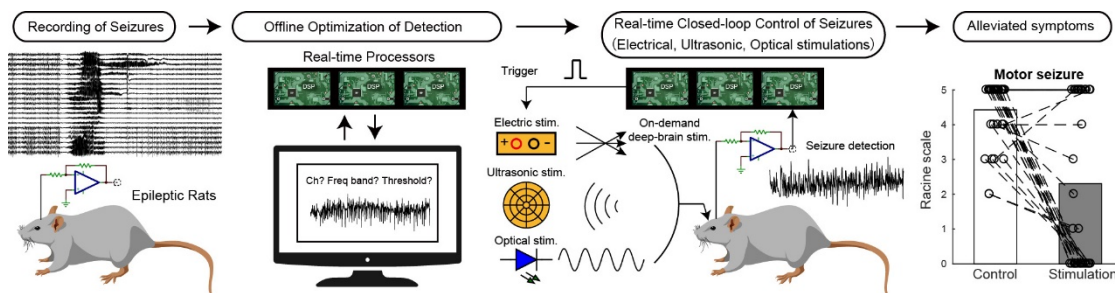 Recording of Seizures
Offline Optimization of Detection
Real-time Closed-loop Control of Seizures
(Electrical, Ultrasonic, Optical stimulations)
Alleviated symptoms
Epileptic Rats
Real-time Processors
DSP
DSP
DSP
Ch? Freq band? Threshold?
Trigger
DSP
DSP
DSP
Electric stim.
+ -
On-demand
deep-brain stim.
Ultrasonic stim.
Optical stim.
Seizure detection
Motor seizure
Racine scale
5
4
3
2
1
0
Control
Stimulation